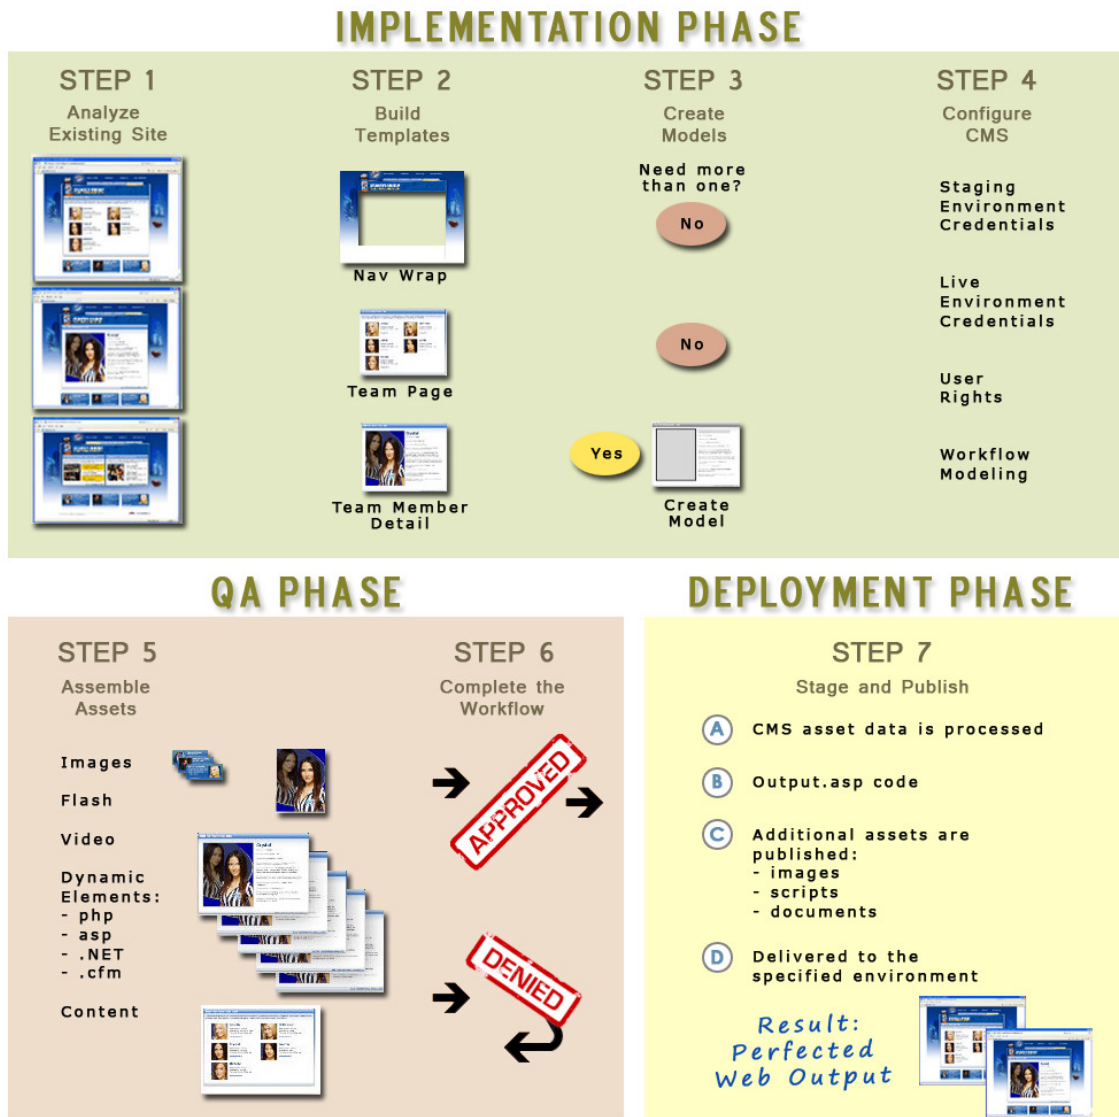 IMPLEMENTATION PHASE
STEP 1
Analyze
Existing Site
STEP 2
Build
Templates
Nav Wrap
Team Page
Team Member
Detail
STEP 3
Create
Models
Need more
than one?
No
No
Yes
Create
Model
STEP 4
Configure
CMS
Staging
Environment
Credentials
Live
Environment
Credentials
User
Rights
Workflow
Modeling
QA PHASE
STEP 5
Assemble
Assets
Images
Flash
Video
Dynamic
Elements:
- php
- asp
- .NET
- .cfm
Content
Crystal
STEP 6
Complete the
Workflow
APPROVED
DENIED
DEPLOYMENT PHASE
STEP 7
Stage and Publish
A CMS asset data is processed
B Output.asp code
C Additional assets are
published:
- images
- scripts
- documents
D Delivered to the
specified environment
Result:
Perfected
Web Output